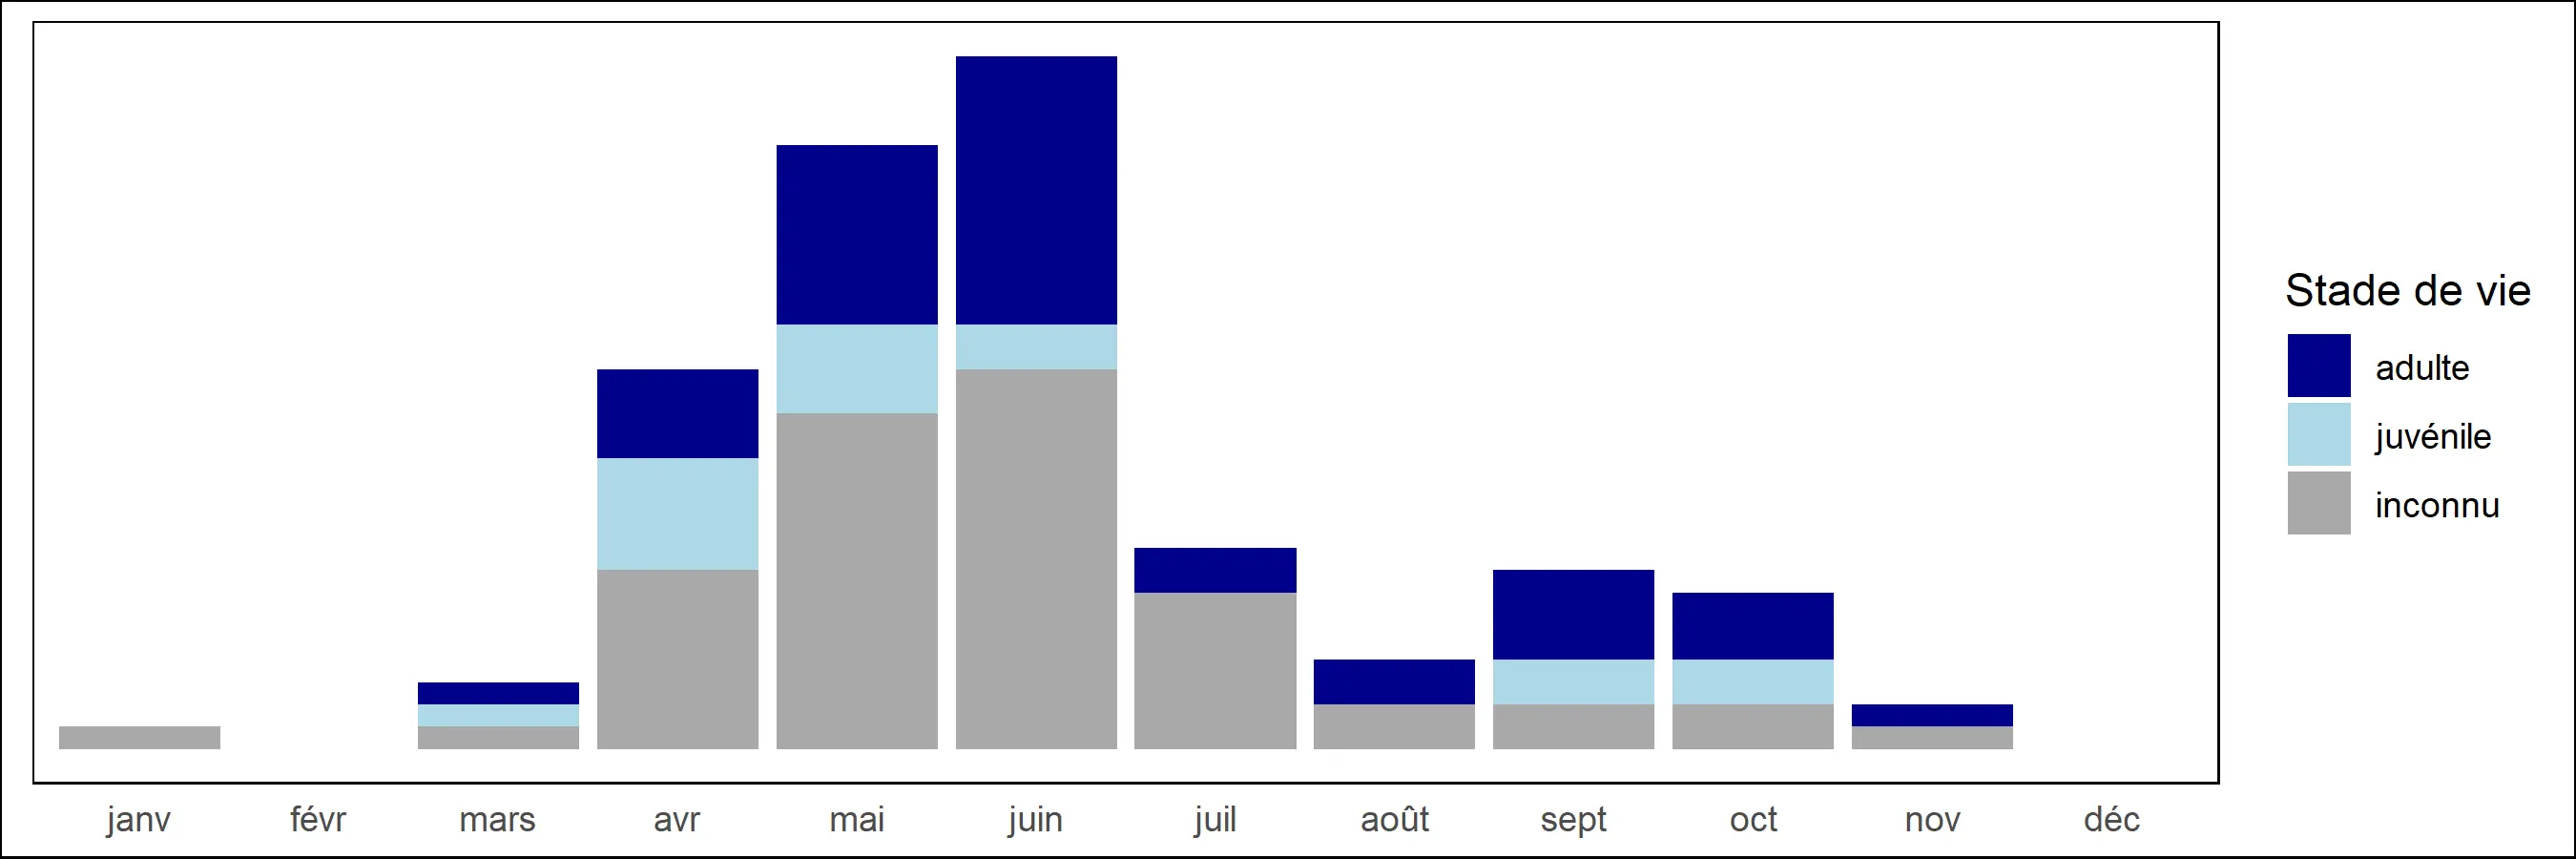 Stade de vie
adulte
juvénile
inconnu
janv févr mars avr mai juin juil août sept oct nov déc